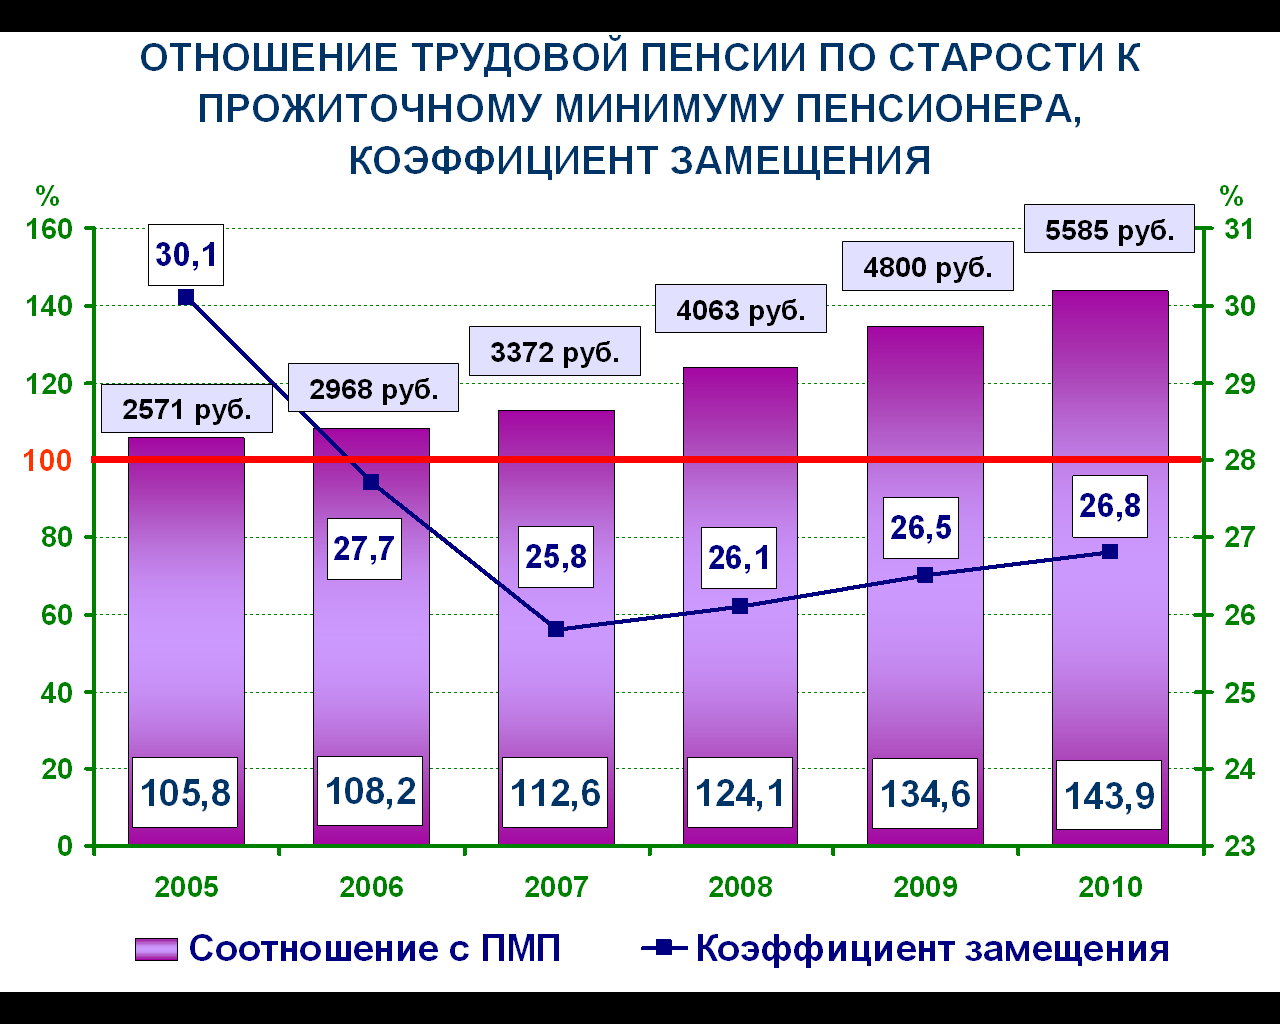 ОТНОШЕНИЕ ТРУДОВОЙ ПЕНСИИ ПО СТАРОСТИ К
ПРОЖИТОЧНОМУ МИНИМУМУ ПЕНСИОНЕРА,
КОЭФФИЦИЕНТ ЗАМЕЩЕНИЯ
% %
160 30,1 5585 руб. 31
4800 руб.
140 4063 руб. 30
3372 руб.
120 2968 руб. 29
2571 руб.
100 28
26,8
26,5
80 27,7 25,8 26,1 27
60 26
40 25
20 24
105,8 108,2 112,6 124,1 134,6 143,9
0 23
2005 2006 2007 2008 2009 2010
Соотношение с ПМП Коэффициент замещения